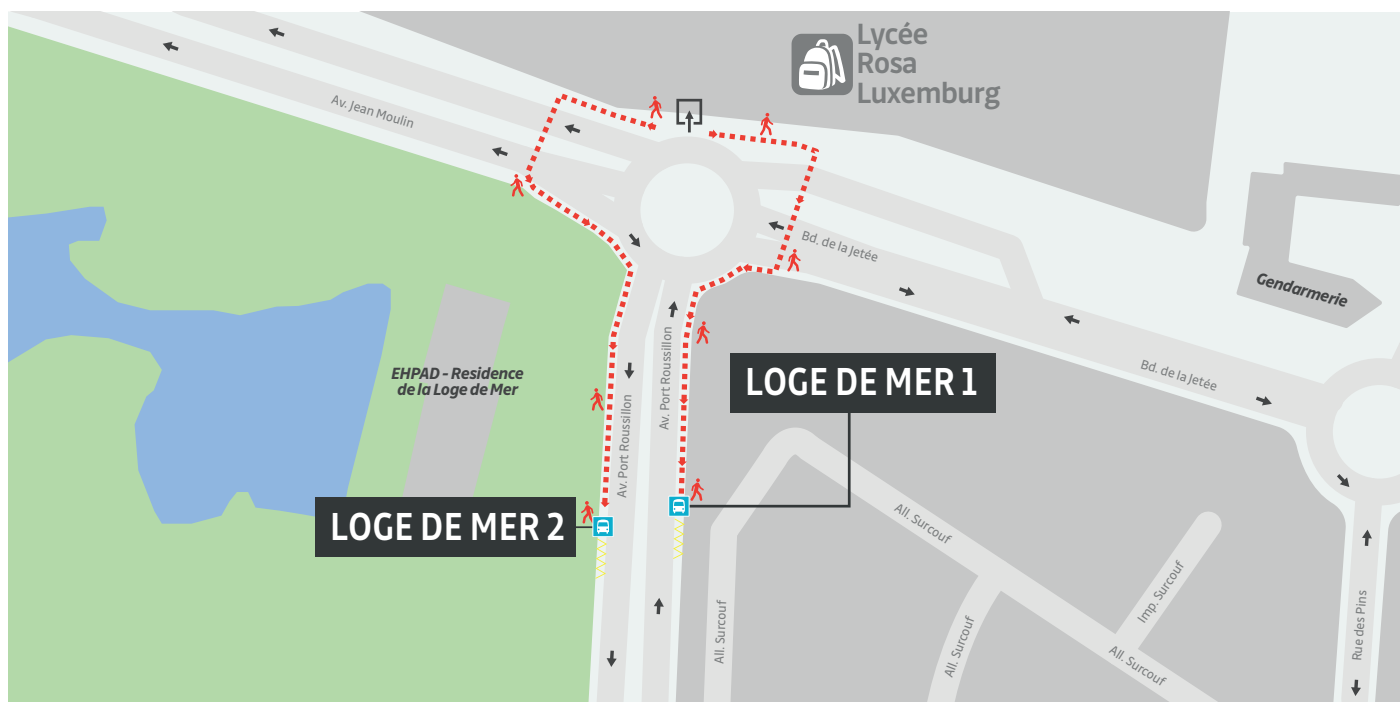 Lycée
Rosa
Luxemburg
Av. Jean Moulin
Bd. de la Jetée
Gendarmerie
Bd. de la Jetée
EHPAD - Residence
de la Loge de Mer
Av. Port Roussillon
Av. Port Roussillon
LOGE DE MER 1
LOGE DE MER 2
All. Surcouf
Imp. Surcouf
All. Surcouf
All. Surcouf
All. Surcouf
Rue des Pins